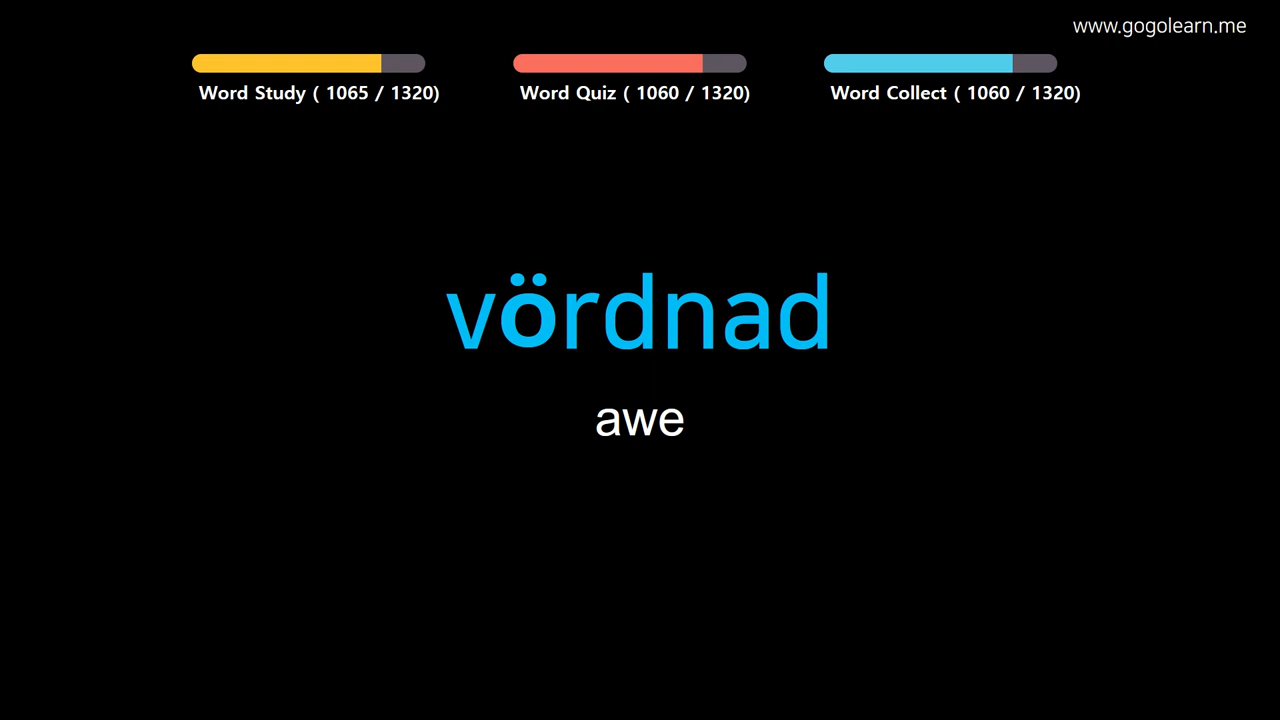 www.gogolearn.me
Word Study ( 1065 / 1320)
Word Quiz ( 1060 / 1320)
Word Collect ( 1060 / 1320)
vördnad
awe